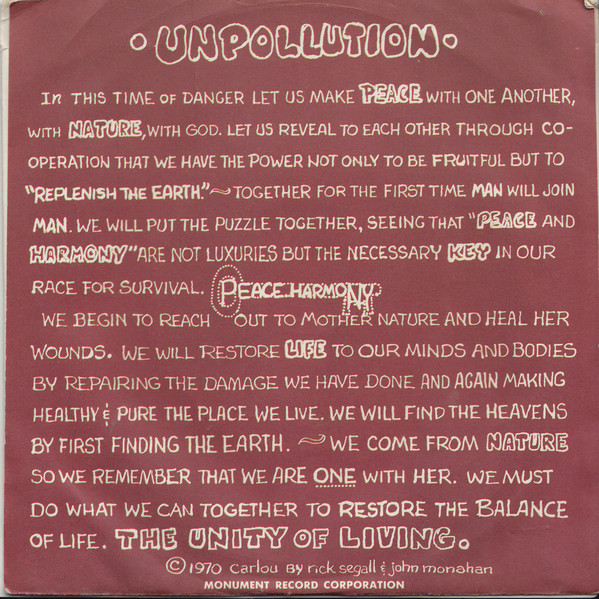 • UNPOLLUTION •
In THIS TIME OF DANGER LET US MAKE PEACE WITH ONE ANOTHER,
WITH NATURE, WITH GOD. LET US REVEAL TO EACH OTHER THROUGH CO-
OPERATION THAT WE HAVE THE POWER NOT ONLY TO BE FRUITFUL BUT TO
"REPLENISH THE EARTH." ~ TOGETHER FOR THE FIRST TIME MAN WILL JOIN
MAN. WE WILL PUT THE PUZZLE TOGETHER, SEEING THAT "PEACE AND
HARMONY" ARE NOT LUXURIES BUT THE NECESSARY KEY IN OUR
RACE FOR SURVIVAL. PEACE..HARMONY.
WE BEGIN TO REACH OUT TO MOTHER NATURE AND HEAL HER
WOUNDS. WE WILL RESTORE LIFE TO OUR MINDS AND BODIES
BY REPAIRING THE DAMAGE WE HAVE DONE AND AGAIN MAKING
HEALTHY & PURE THE PLACE WE LIVE. WE WILL FIND THE HEAVENS
BY FIRST FINDING THE EARTH. ~ WE COME FROM NATURE
SO WE REMEMBER THAT WE ARE ONE WITH HER. WE MUST
DO WHAT WE CAN TOGETHER TO RESTORE THE BALANCE
OF LIFE. THE UNITY OF LIVING.
© 1970 Carlou By rick segall & john monahan
MONUMENT RECORD CORPORATION